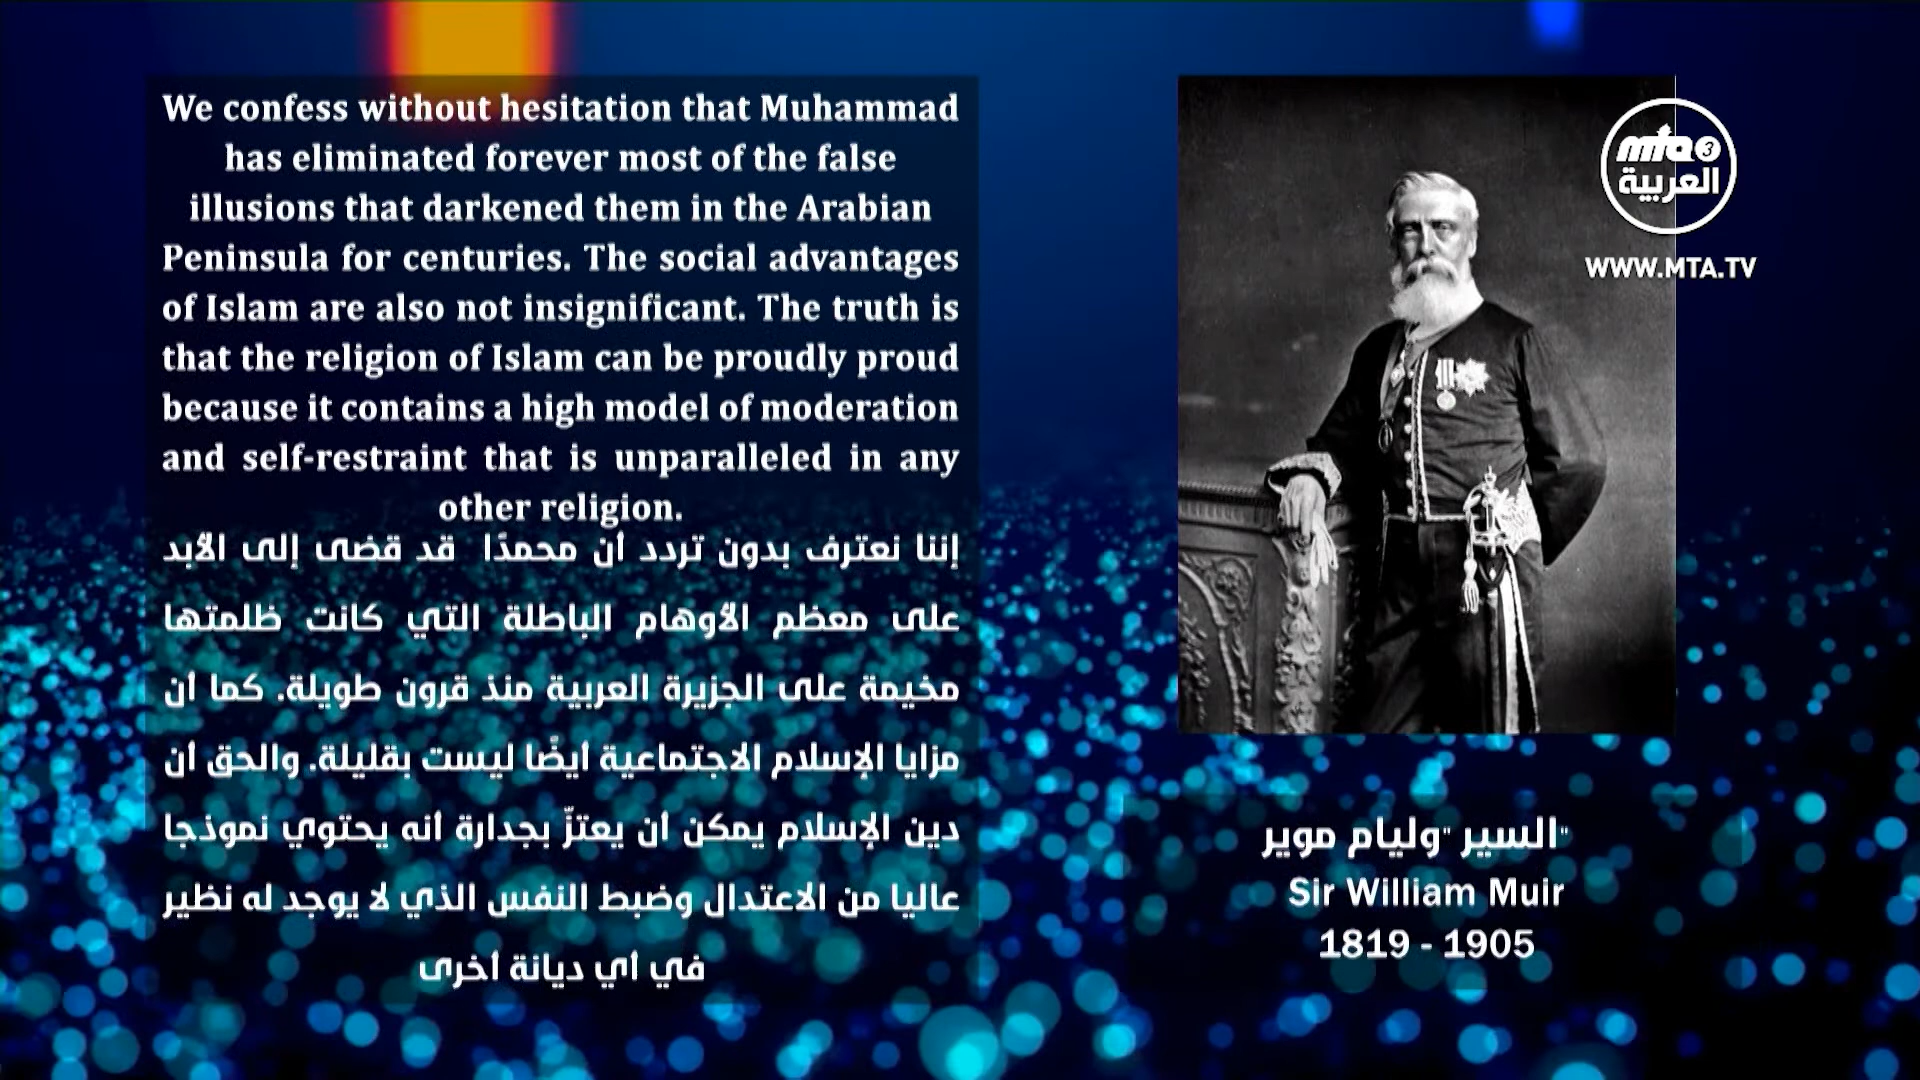 We confess without hesitation that Muhammad
has eliminated forever most of the false
illusions that darkened them in the Arabian
Peninsula for centuries. The social advantages
of Islam are also not insignificant. The truth is
that the religion of Islam can be proudly proud
because it contains a high model of moderation
and self-restraint that is unparalleled in any
other religion.
إننا نعترف بدون تردد أن محمدًا قد قضى إلى الأبد
على معظم الأوهام الباطلة التي كانت ظلمتها
مخيمة على الجزيرة العربية منذ قرون طويلة. كما أن
مزايا الإسلام الاجتماعية أيضًا ليست بقليلة. والحق أن
دين الإسلام يمكن أن يعتزّ بجدارة أنه يحتوي نموذجا
عاليا من الاعتدال وضبط النفس الذي لا يوجد له نظير
في أي ديانة أخرى
mta3
العربية
WWW.MTA.TV
"السير "وليام موير
Sir William Muir
1819 - 1905